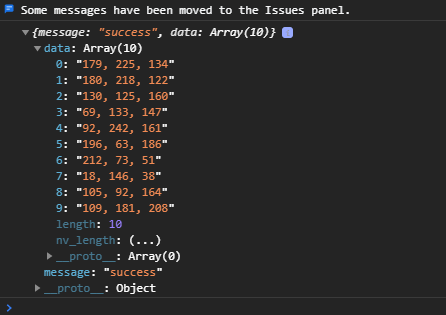 Some messages have been moved to the Issues panel.
{message: "success", data: Array(10)} i
data: Array(10)
0: "179, 225, 134"
1: "180, 218, 122"
2: "130, 125, 160"
3: "69, 133, 147"
4: "92, 242, 161"
5: "196, 63, 186"
6: "212, 73, 51"
7: "18, 146, 38"
8: "105, 92, 164"
9: "109, 181, 208"
length: 10
nv_length: (...)
__proto__: Array(0)
message: "success"
__proto__: Object